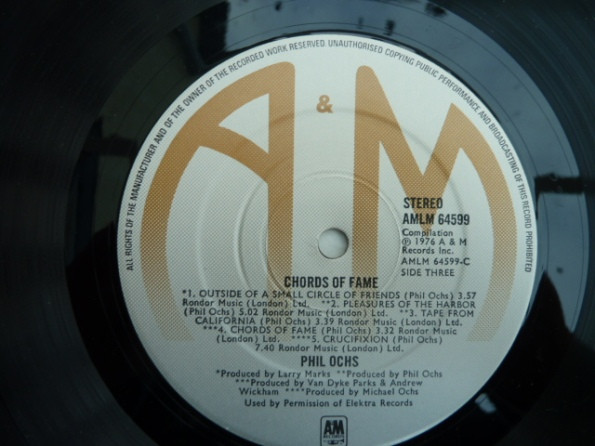 ALL RIGHTS OF THE MANUFACTURER AND OF THE OWNER OF THE RECORDED WORK RESERVED. UNAUTHORISED COPYING PUBLIC PERFORMANCE AND BROADCASTING OF THIS RECORD PROHIBITED
A & M
STEREO
AMLM 64599
Compilation
℗ 1976 A & M
Records Inc.
AMLM 64599-C
SIDE THREE
CHORDS OF FAME
*1. OUTSIDE OF A SMALL CIRCLE OF FRIENDS (Phil Ochs) 3.57
Rondor Music (London) Ltd. **2. PLEASURES OF THE HARBOR
(Phil Ochs) 5.02 Rondor Music (London) Ltd. **3. TAPE FROM
CALIFORNIA (Phil Ochs) 3.39 Rondor Music (London) Ltd.
***4. CHORDS OF FAME (Phil Ochs) 3.32 Rondor Music
(London) Ltd. ****5. CRUCIFIXION (Phil Ochs)
7.40 Rondor Music (London) Ltd.
PHIL OCHS
*Produced by Larry Marks **Produced by Phil Ochs
***Produced by Van Dyke Parks & Andrew
Wickham ****Produced by Michael Ochs
Used by Permission of Elektra Records
A&M
RECORDS